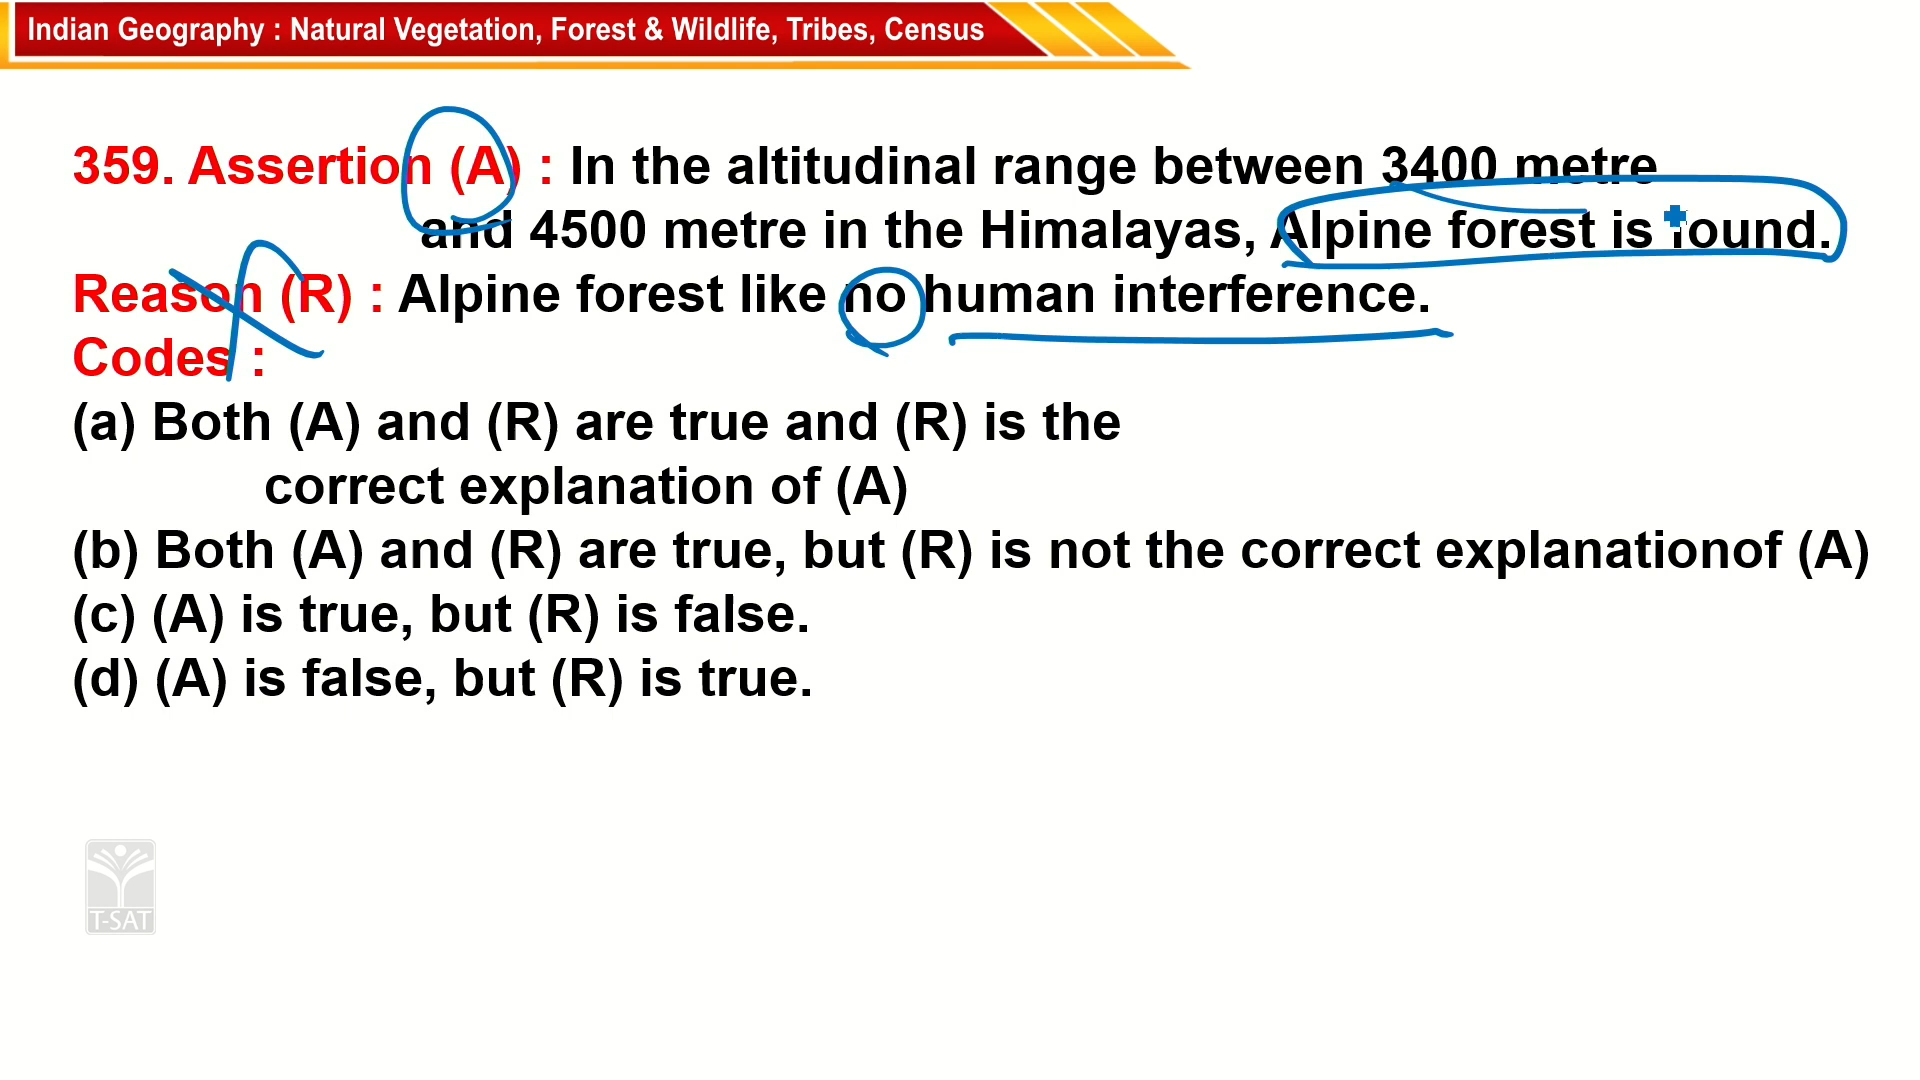 Indian Geography : Natural Vegetation, Forest & Wildlife, Tribes, Census
359. Assertion (A) : In the altitudinal range between 3400 metre
and 4500 metre in the Himalayas, Alpine forest is found.
Reason (R) : Alpine forest like no human interference.
Codes :
(a) Both (A) and (R) are true and (R) is the
correct explanation of (A)
(b) Both (A) and (R) are true, but (R) is not the correct explanationof (A)
(c) (A) is true, but (R) is false.
(d) (A) is false, but (R) is true.
T-SAT